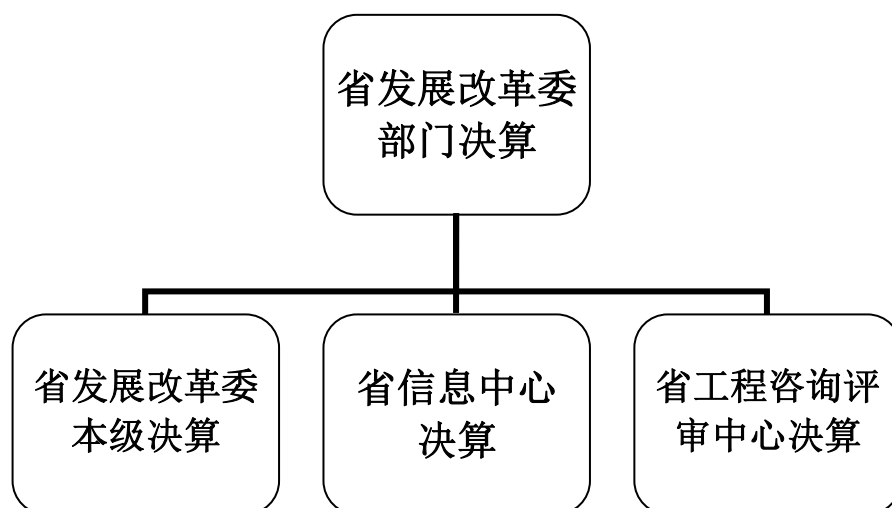 省发展改革委
部门决算
省发展改革委
本级决算
省信息中心
决算
省工程咨询评
审中心决算